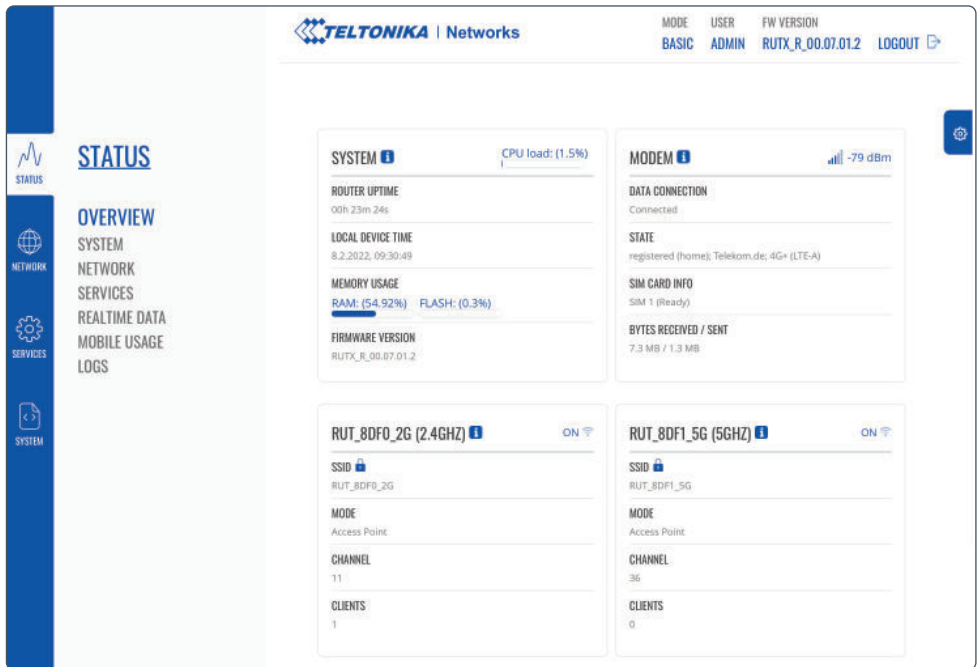 TELTONIKA | Networks
MODE USER FW VERSION
BASIC ADMIN RUTX_R_00.07.01.2 LOGOUT
STATUS
NETWORK
SERVICES
SYSTEM
STATUS
OVERVIEW
SYSTEM
NETWORK
SERVICES
REALTIME DATA
MOBILE USAGE
LOGS
SYSTEM CPU load: (1.5%)
ROUTER UPTIME
00h 23m 24s
LOCAL DEVICE TIME
8.2.2022, 09:30:49
MEMORY USAGE
RAM: (54.92%) FLASH: (0.3%)
FIRMWARE VERSION
RUTX_R_00.07.01.2
MODEM -79 dBm
DATA CONNECTION
Connected
STATE
registered (home); Telekom.de; 4G+ (LTE-A)
SIM CARD INFO
SIM 1 (Ready)
BYTES RECEIVED / SENT
7.3 MB / 1.3 MB
RUT_8DF0_2G (2.4GHZ) ON
SSID
RUT_8DF0_2G
MODE
Access Point
CHANNEL
11
CLIENTS
1
RUT_8DF1_5G (5GHZ) ON
SSID
RUT_8DF1_5G
MODE
Access Point
CHANNEL
36
CLIENTS
0